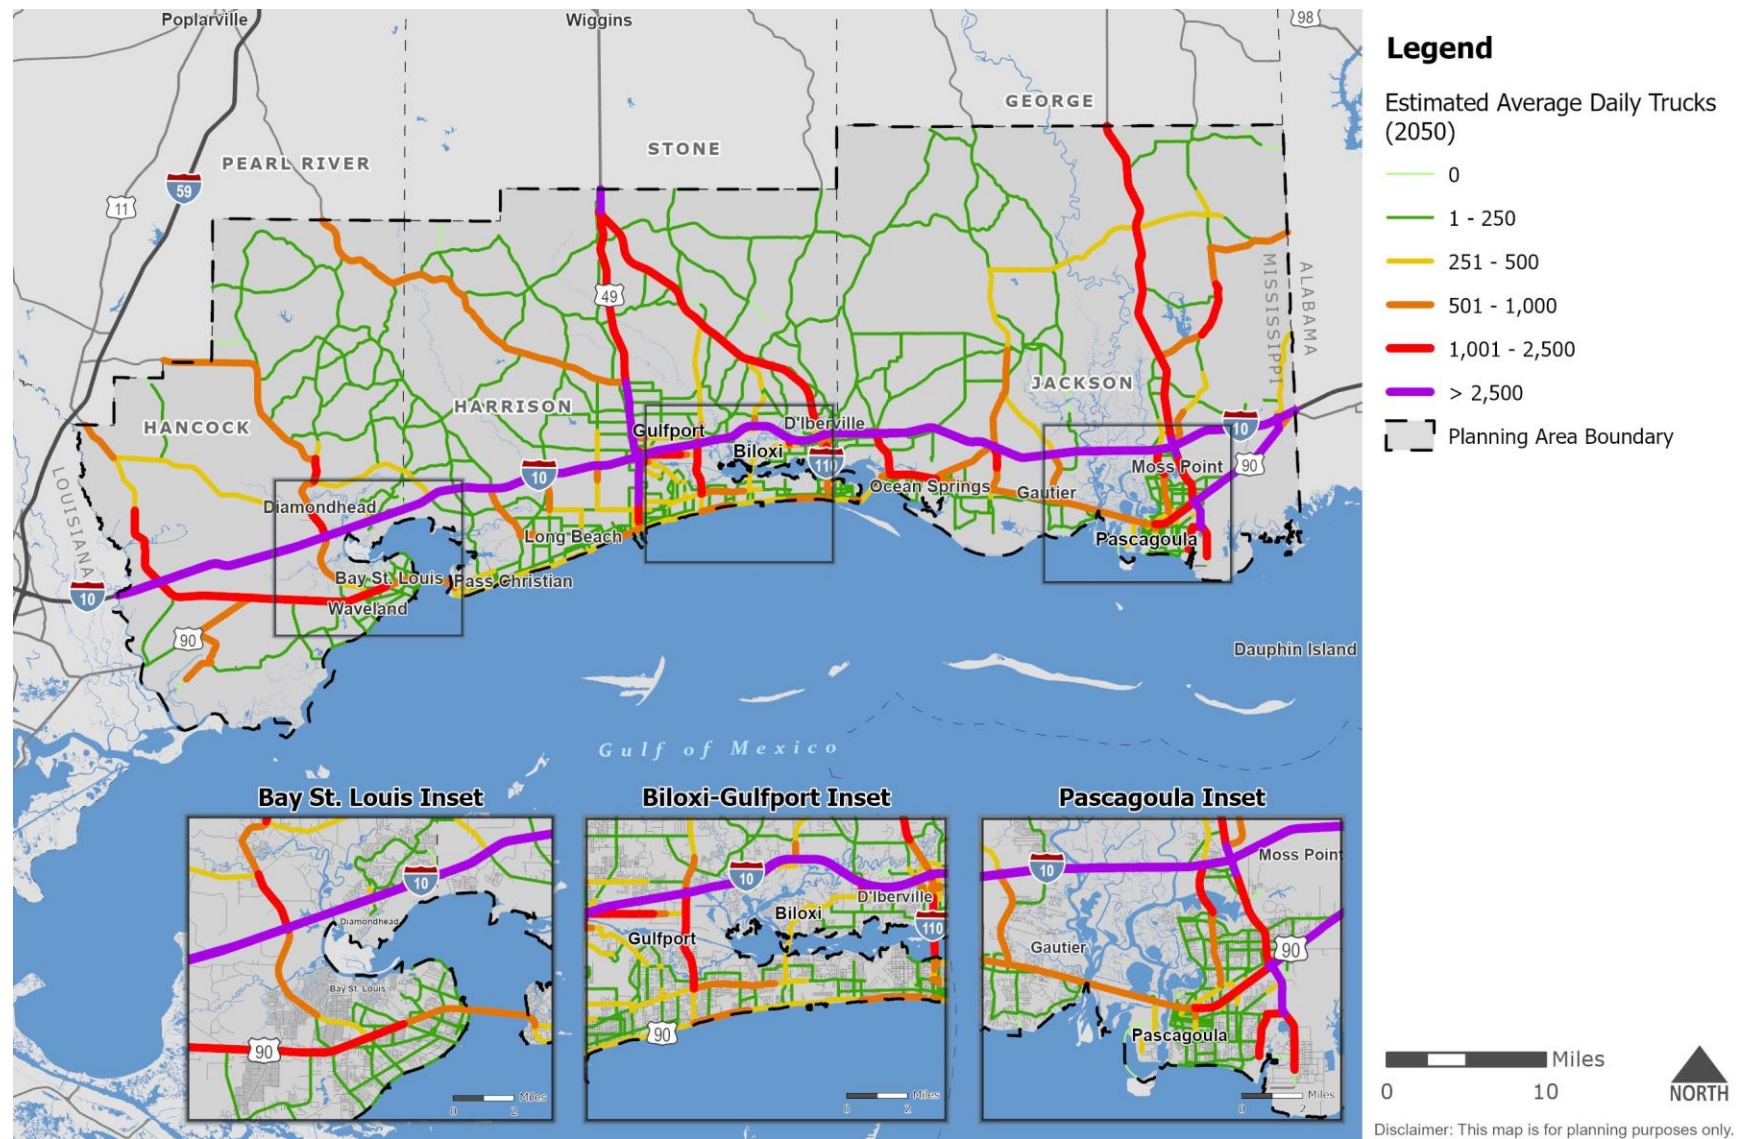 Poplarville
Wiggins
98
GEORGE
STONE
PEARL RIVER
59
11
49
MISSISSIPPI
ALABAMA
JACKSON
HARRISON
HANCOCK
Gulfport
D'Iberville
10
Biloxi
110
10
90
Moss Point
LOUISIANA
Diamondhead
Ocean Springs
Gautier
Long Beach
Pascagoula
Bay St. Louis
Pass Christian
10
Waveland
90
Dauphin Island
Gulf of Mexico
Legend
Estimated Average Daily Trucks
(2050)
0
1 - 250
251 - 500
501 - 1,000
1,001 - 2,500
> 2,500
Planning Area Boundary
Bay St. Louis Inset
10
Diamondhead
Bay St. Louis
90
Miles
0 2
Biloxi-Gulfport Inset
10
D'Iberville
Biloxi
110
Gulfport
90
Miles
0 2
Pascagoula Inset
Moss Point
10
Gautier
90
Pascagoula
Miles
0 2
Miles
0 10
NORTH
Disclaimer: This map is for planning purposes only.